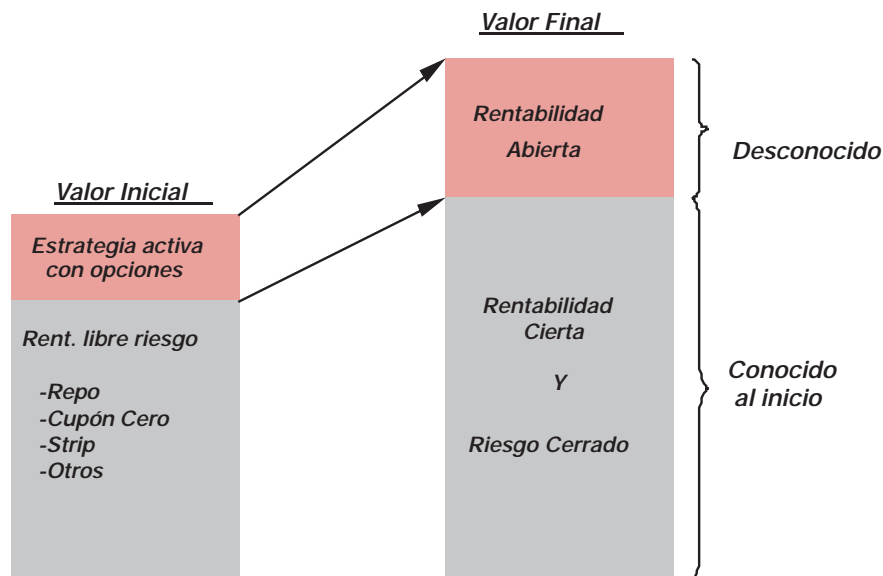 Valor Final
Rentabilidad
Abierta
Desconocido
Valor Inicial
Estrategia activa
con opciones
Rent. libre riesgo
-Repo
-Cupón Cero
-Strip
-Otros
Rentabilidad
Cierta
Y
Riesgo Cerrado
Conocido
al inicio